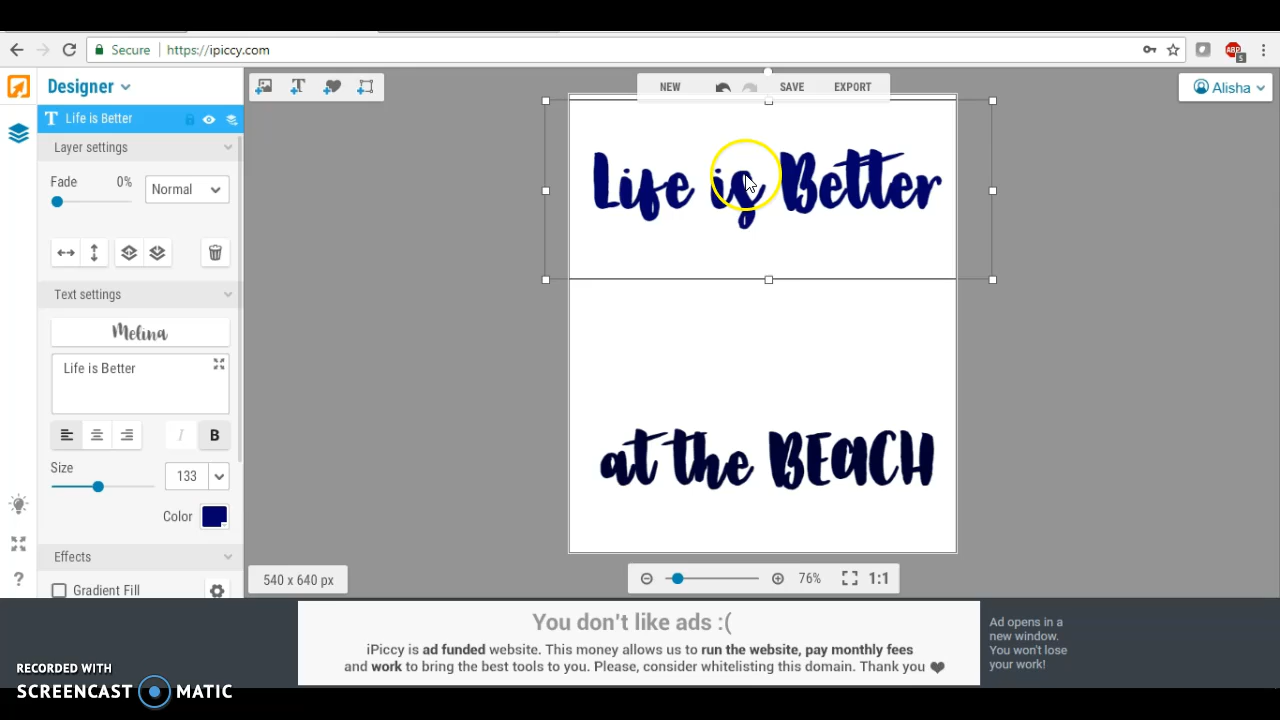 Secure https://ipiccy.com
ABP 5
Designer
NEW SAVE EXPORT
Alisha
T Life is Better
Layer settings
Fade 0% Normal
Life is Better
Text settings
Melina
Life is Better
I B
Size 133
Color
Effects
Gradient Fill
at the BEACH
?
540 x 640 px
76% 1:1
You don't like ads :(
iPiccy is ad funded website. This money allows us to run the website, pay monthly fees
and work to bring the best tools to you. Please, consider whitelisting this domain. Thank you
Ad opens in a
new window.
You won't lose
your work!
RECORDED WITH
SCREENCAST MATIC